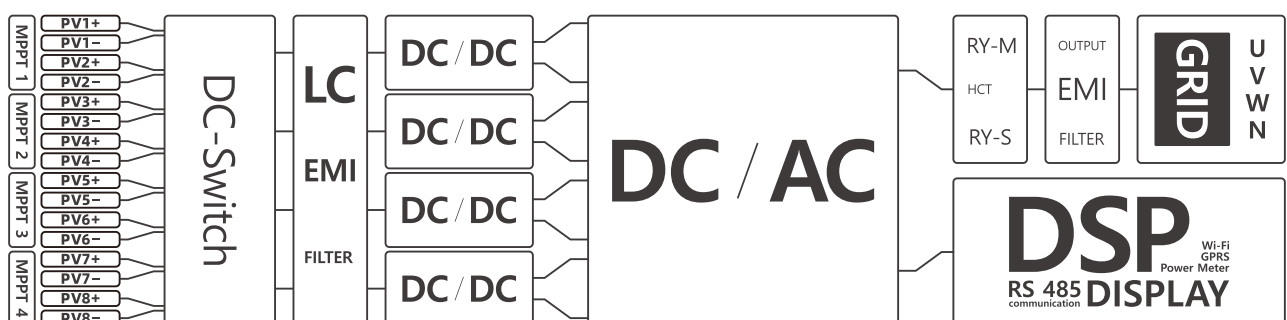 MPPT 1
PV1+
PV1−
PV2+
PV2−
MPPT 2
PV3+
PV3−
PV4+
PV4−
MPPT 3
PV5+
PV5−
PV6+
PV6−
MPPT 4
PV7+
PV7−
PV8+
PV8−
DC-Switch
LC
EMI
FILTER
DC / DC
DC / DC
DC / DC
DC / DC
DC / AC
RY-M
HCT
RY-S
OUTPUT
EMI
FILTER
GRID
U
V
W
N
DSP
Wi-Fi
GPRS
Power Meter
RS 485
communication
DISPLAY